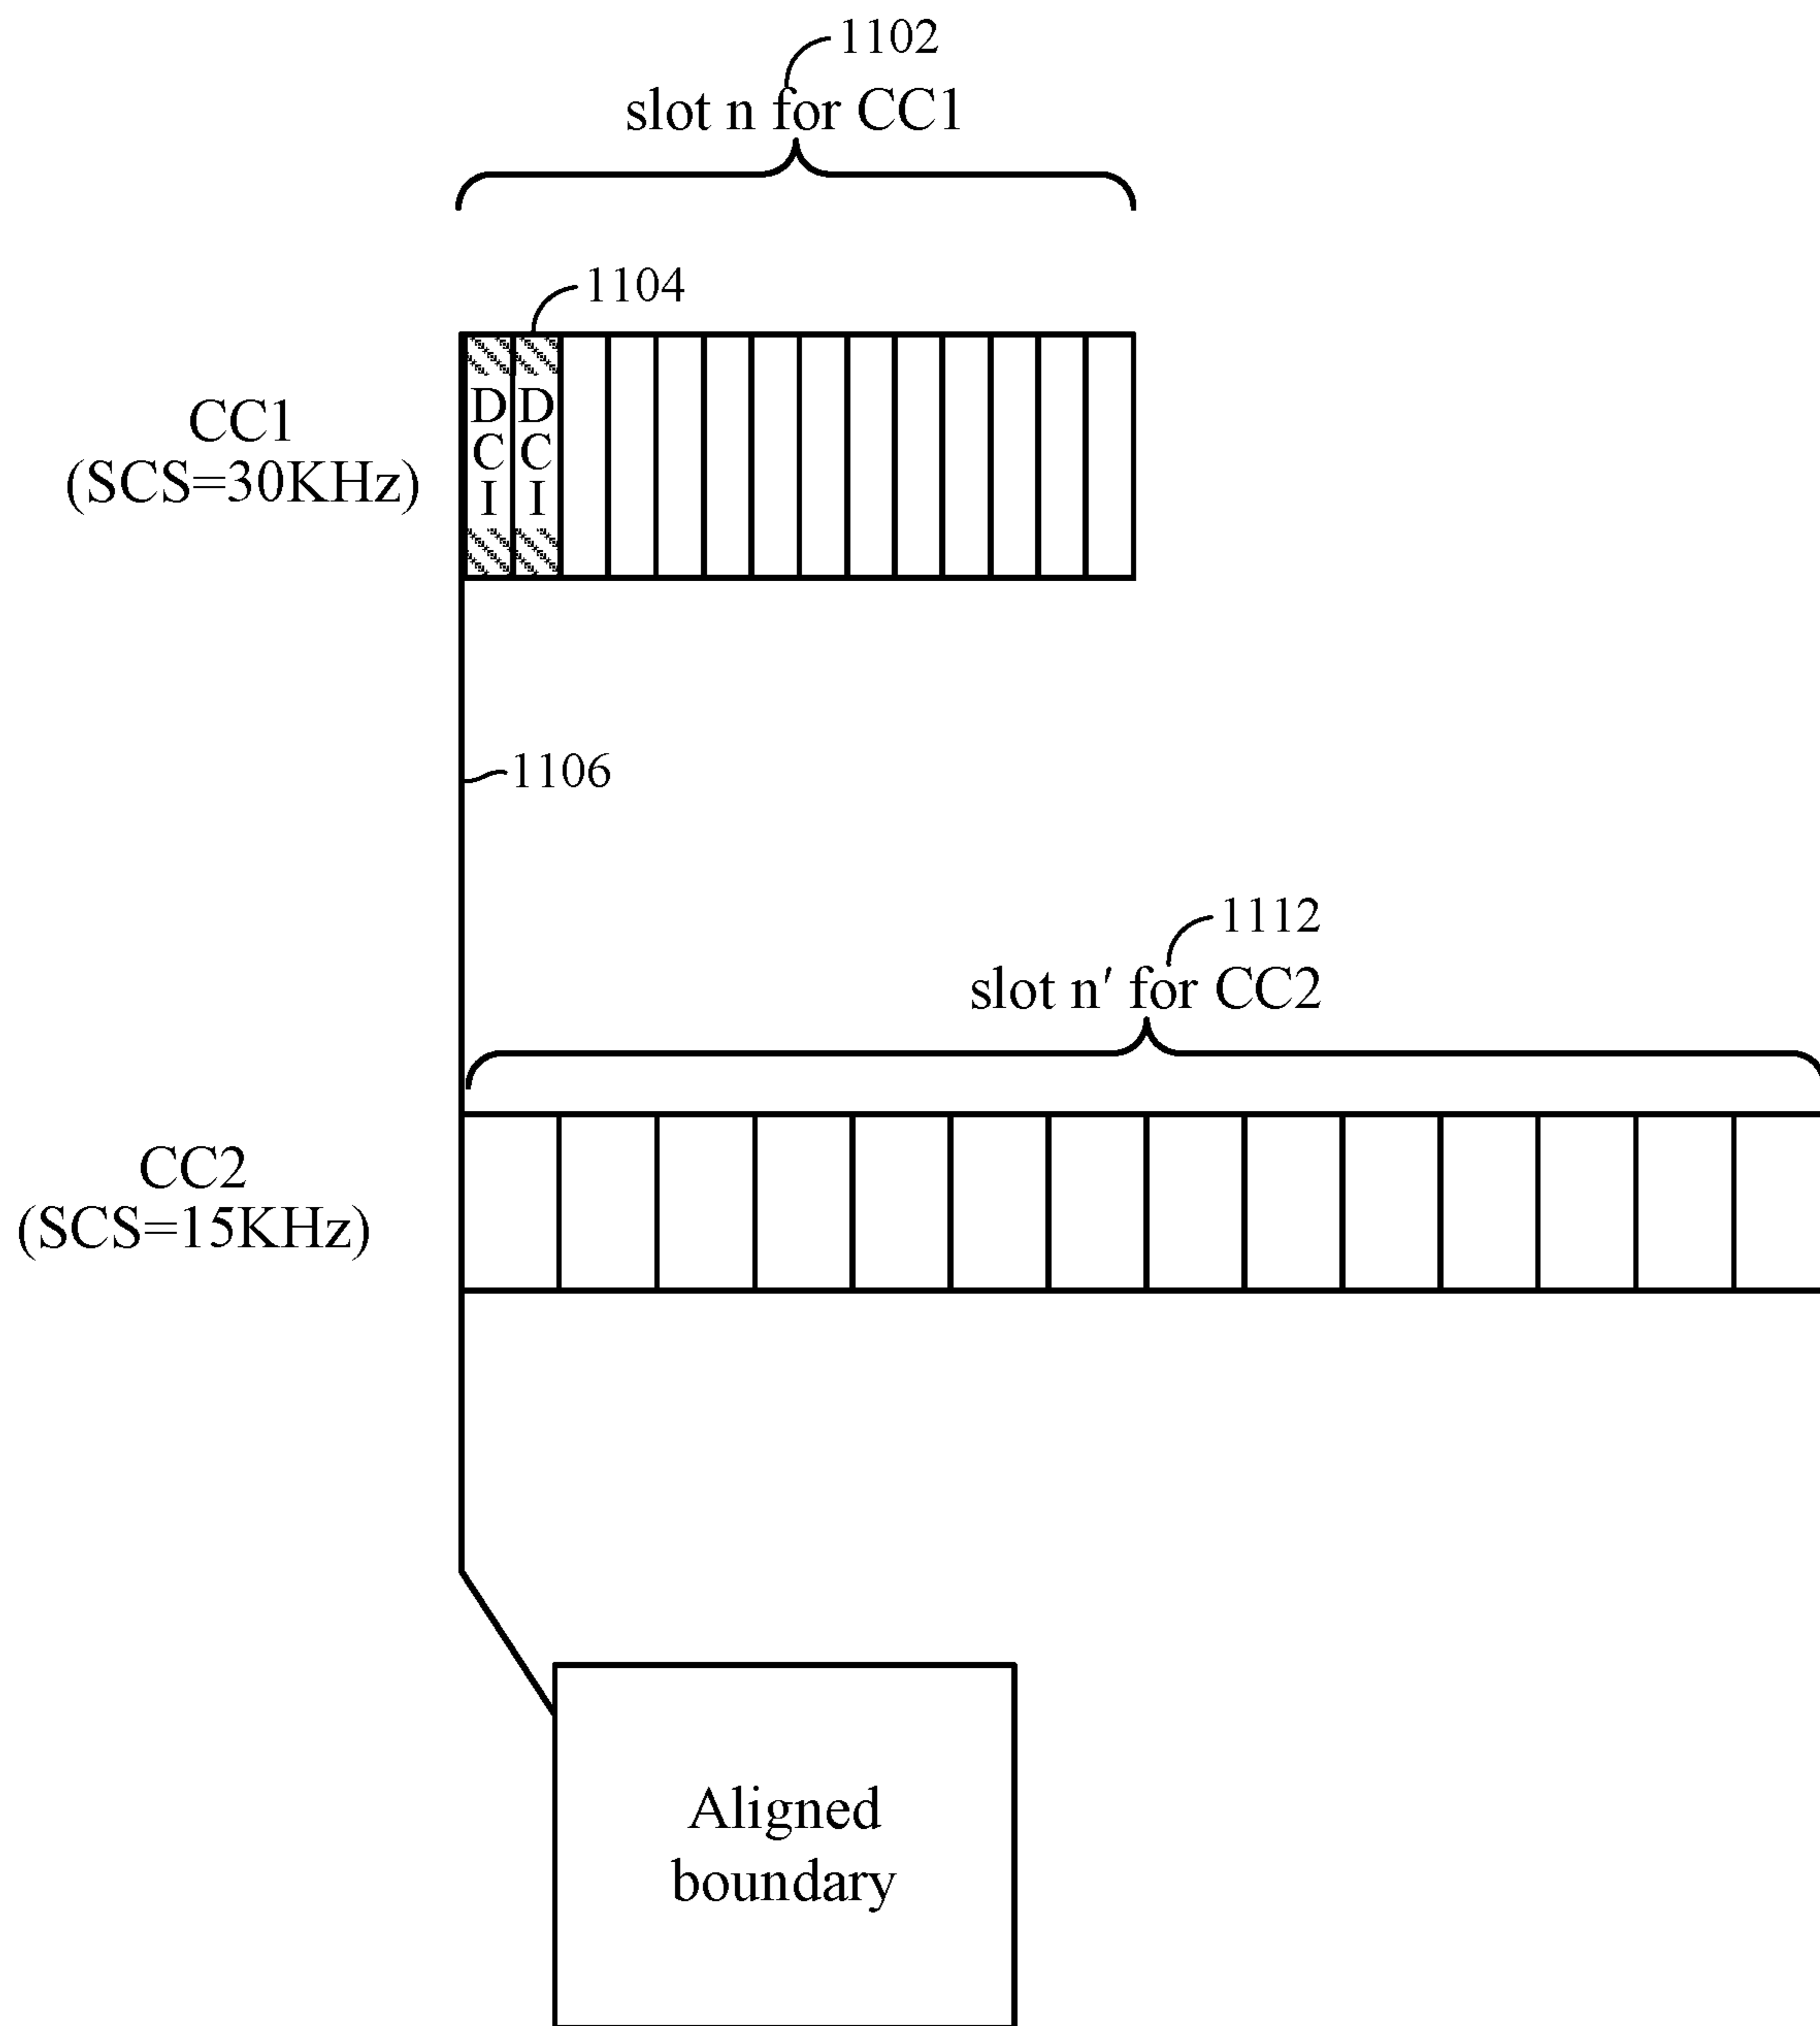 1102
slot n for CC1
1104
D D
C C
I I
CC1
(SCS=30KHz)
1106
1112
slot n' for CC2
CC2
(SCS=15KHz)
Aligned
boundary